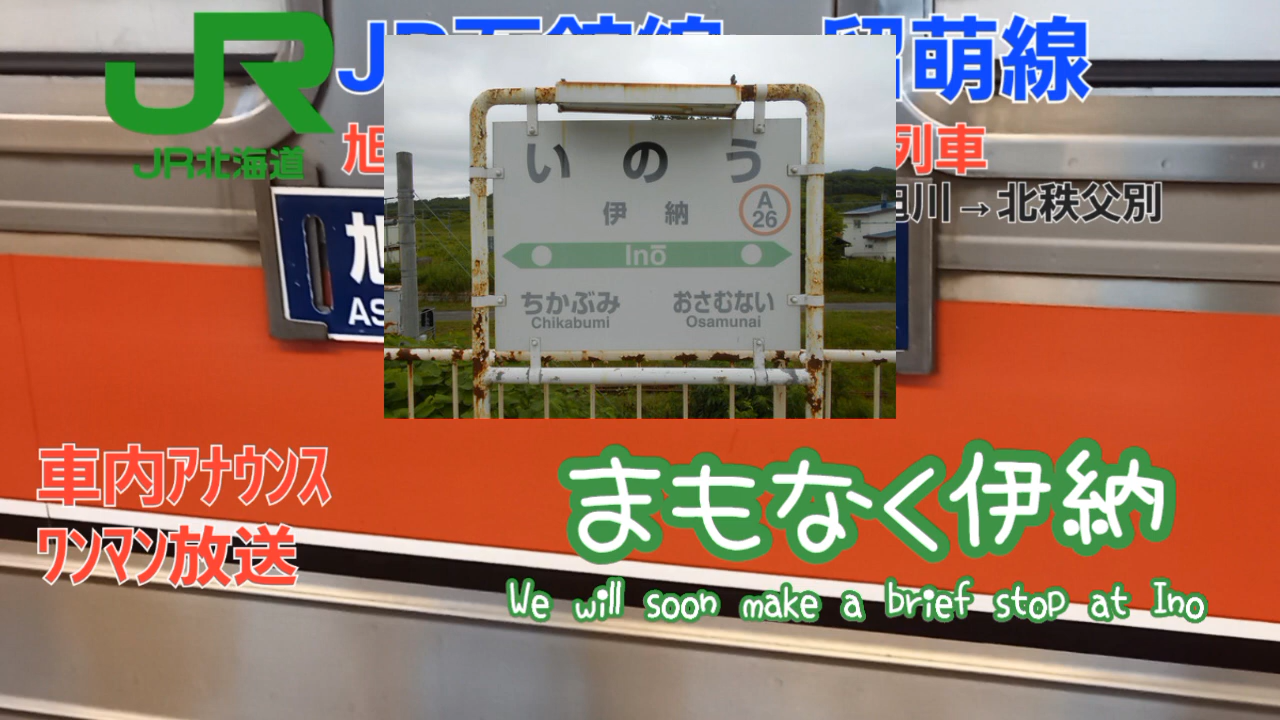 JR 萌線
JR北海道
旭 列車
旭川→北秩父別
いのう
伊納
A
26
Inō
ちかぶみ おさむない
Chikabumi Osamunai
旭
AS
車内アナウンス
ワンマン放送
まもなく伊納
We will soon make a brief stop at Ino